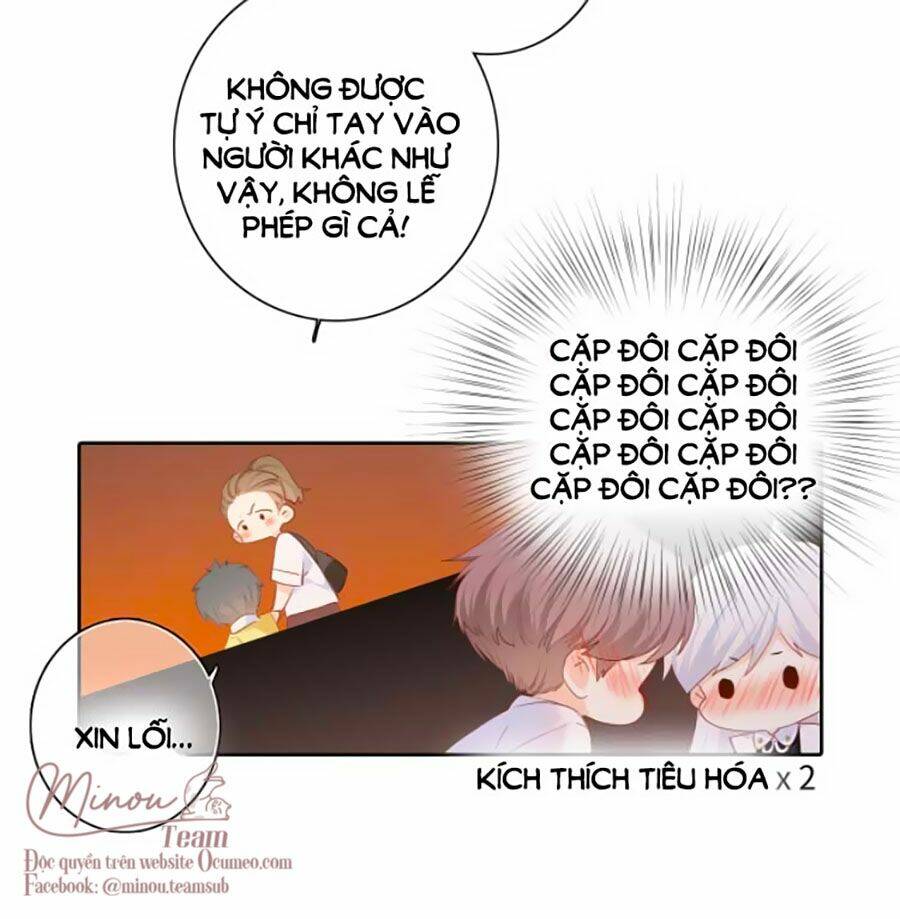 KHÔNG ĐƯỢC
TỰ Ý CHỈ TAY VÀO
NGƯỜI KHÁC NHƯ
VẬY, KHÔNG LỄ
PHÉP GÌ CẢ!
CẶP ĐÔI CẶP ĐÔI
CẶP ĐÔI CẶP ĐÔI
CẶP ĐÔI CẶP ĐÔI
CẶP ĐÔI CẶP ĐÔI
CẶP ĐÔI CẶP ĐÔI??
XIN LỖI...
KÍCH THÍCH TIÊU HÓA x 2
Minou
Team
Độc quyền trên website Ocumeo.com
Facebook: @minou.teamsub